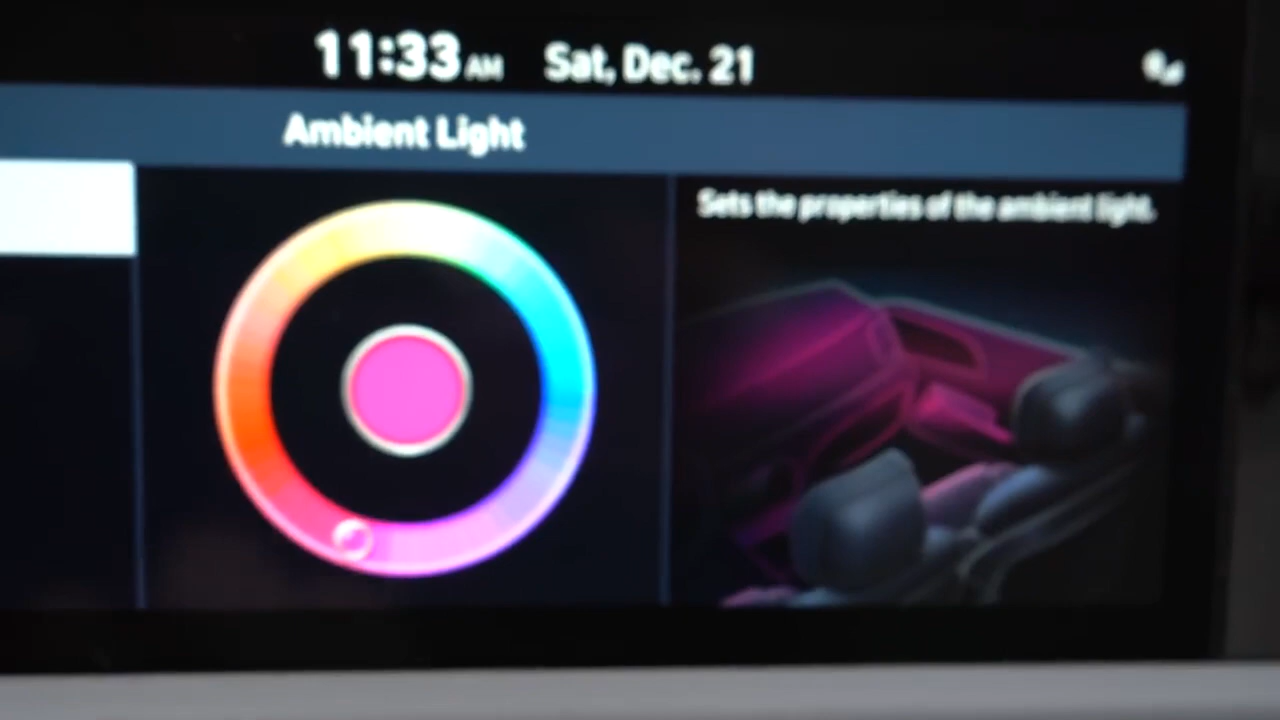 11:33 AM Sat, Dec. 21
Ambient Light
Sets the properties of the ambient light.